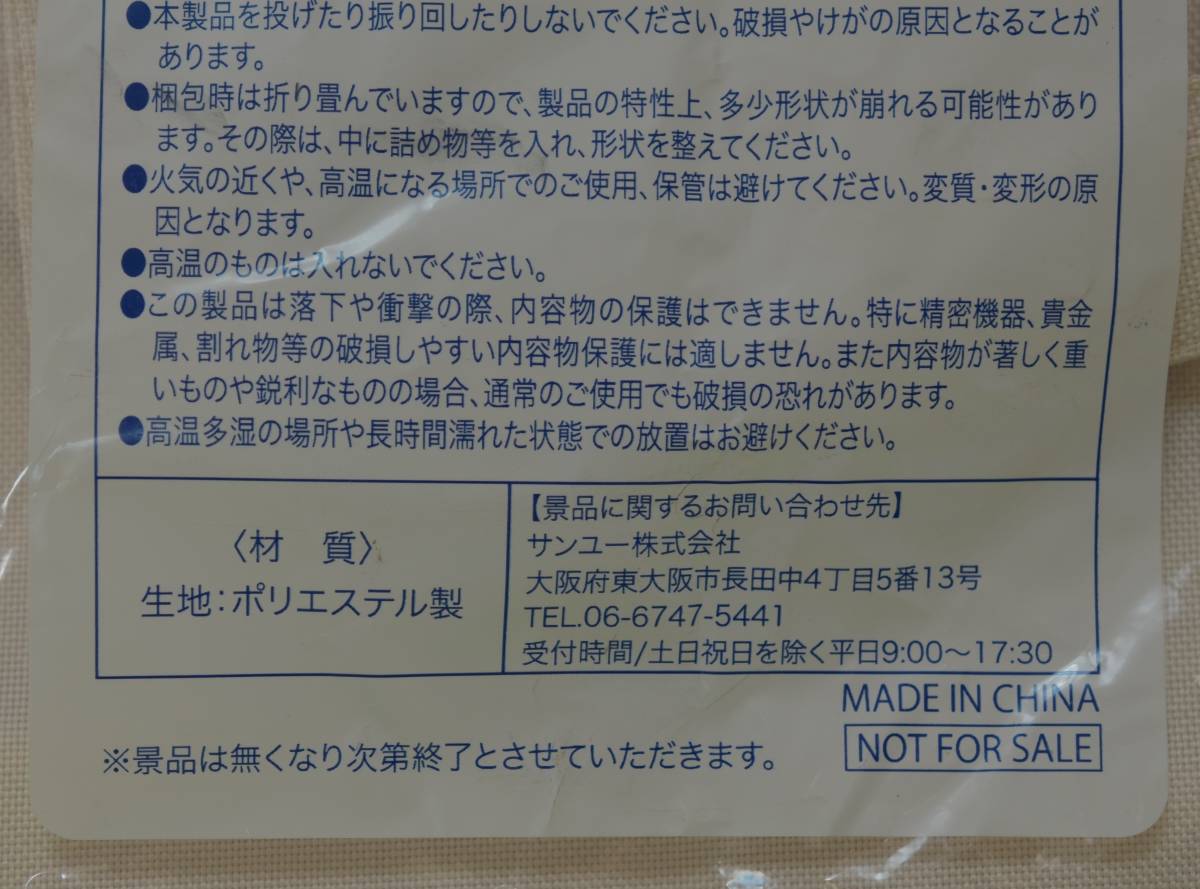 ●本製品を投げたり振り回したりしないでください。破損やけがの原因となることが
あります。
●梱包時は折り畳んでいますので、製品の特性上、多少形状が崩れる可能性があり
ます。その際は、中に詰め物等を入れ、形状を整えてください。
●火気の近くや、高温になる場所でのご使用、保管は避けてください。変質・変形の原
因となります。
●高温のものは入れないでください。
●この製品は落下や衝撃の際、内容物の保護はできません。特に精密機器、貴金
属、割れ物等の破損しやすい内容物保護には適しません。また内容物が著しく重
いものや鋭利なものの場合、通常のご使用でも破損の恐れがあります。
●高温多湿の場所や長時間濡れた状態での放置はお避けください。
〈材 質〉
生地:ポリエステル製
【景品に関するお問い合わせ先】
サンユー株式会社
大阪府東大阪市長田中4丁目5番13号
TEL.06-6747-5441
受付時間/土日祝日を除く平日9:00〜17:30
MADE IN CHINA
NOT FOR SALE
※景品は無くなり次第終了とさせていただきます。